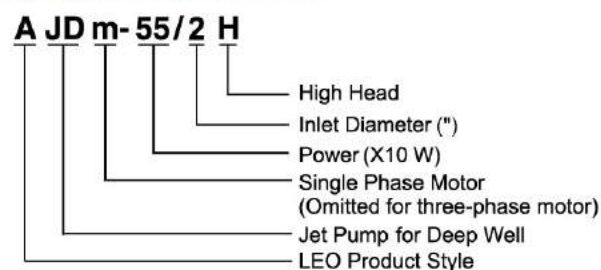 A JD m-55/2 H
High Head
Inlet Diameter (")
Power (X10 W)
Single Phase Motor
(Omitted for three-phase motor)
Jet Pump for Deep Well
LEO Product Style